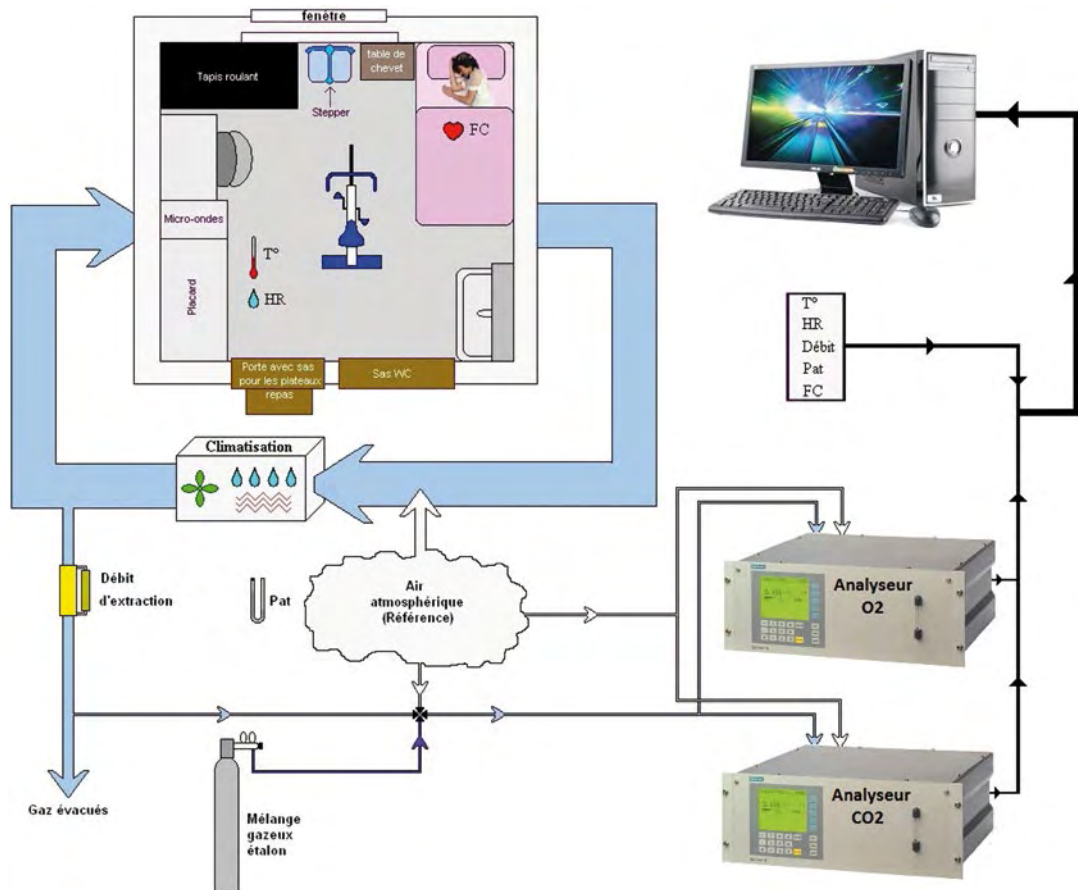 fenêtre
Tapis roulant
Stepper
table de
chevet
FC
Micro-ondes
Placard
T°
HR
Porte avec sas
pour les plateaux
repas
Sas WC
Climatisation
T°
HR
Débit
Pat
FC
Débit
d'extraction
Pat
Air
atmosphérique
(Référence)
Analyseur
O2
Gaz évacués
Mélange
gazeux
étalon
Analyseur
CO2